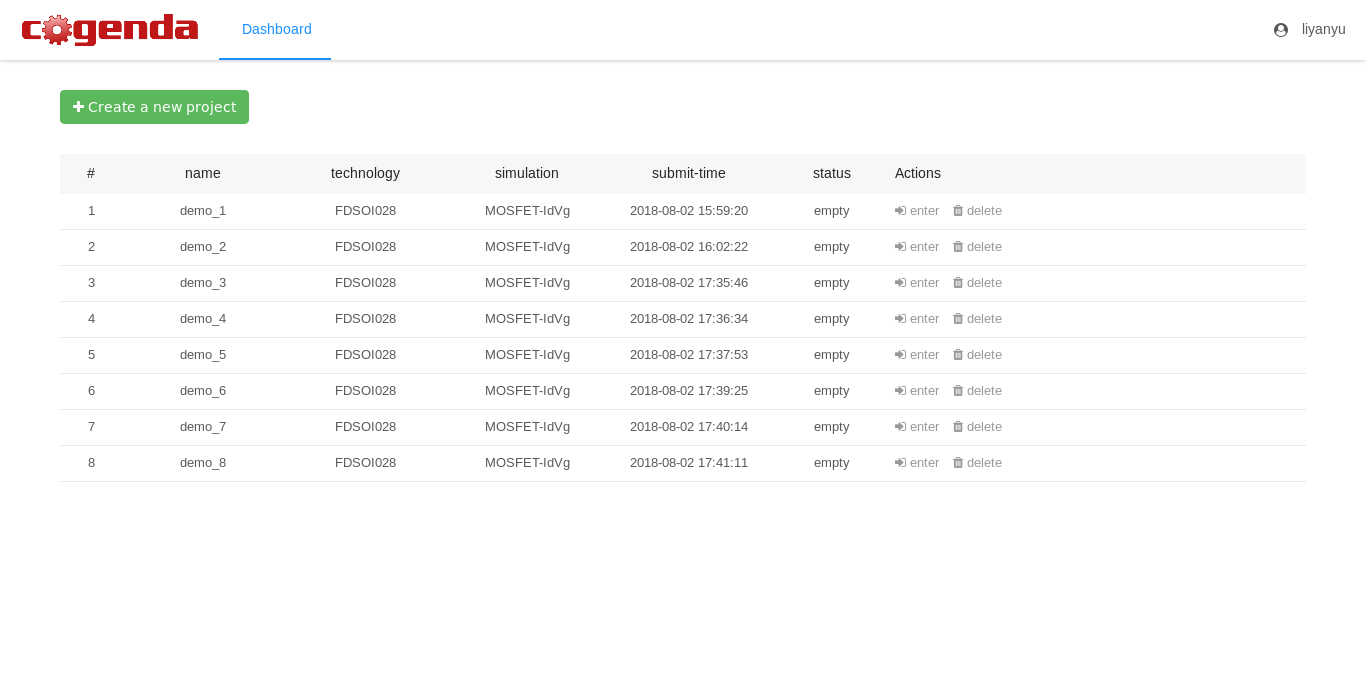 cogenda Dashboard liyanyu
Create a new project
# name technology simulation submit-time status Actions
1 demo_1 FDSOI028 MOSFET-IdVg 2018-08-02 15:59:20 empty enter delete
2 demo_2 FDSOI028 MOSFET-IdVg 2018-08-02 16:02:22 empty enter delete
3 demo_3 FDSOI028 MOSFET-IdVg 2018-08-02 17:35:46 empty enter delete
4 demo_4 FDSOI028 MOSFET-IdVg 2018-08-02 17:36:34 empty enter delete
5 demo_5 FDSOI028 MOSFET-IdVg 2018-08-02 17:37:53 empty enter delete
6 demo_6 FDSOI028 MOSFET-IdVg 2018-08-02 17:39:25 empty enter delete
7 demo_7 FDSOI028 MOSFET-IdVg 2018-08-02 17:40:14 empty enter delete
8 demo_8 FDSOI028 MOSFET-IdVg 2018-08-02 17:41:11 empty enter delete